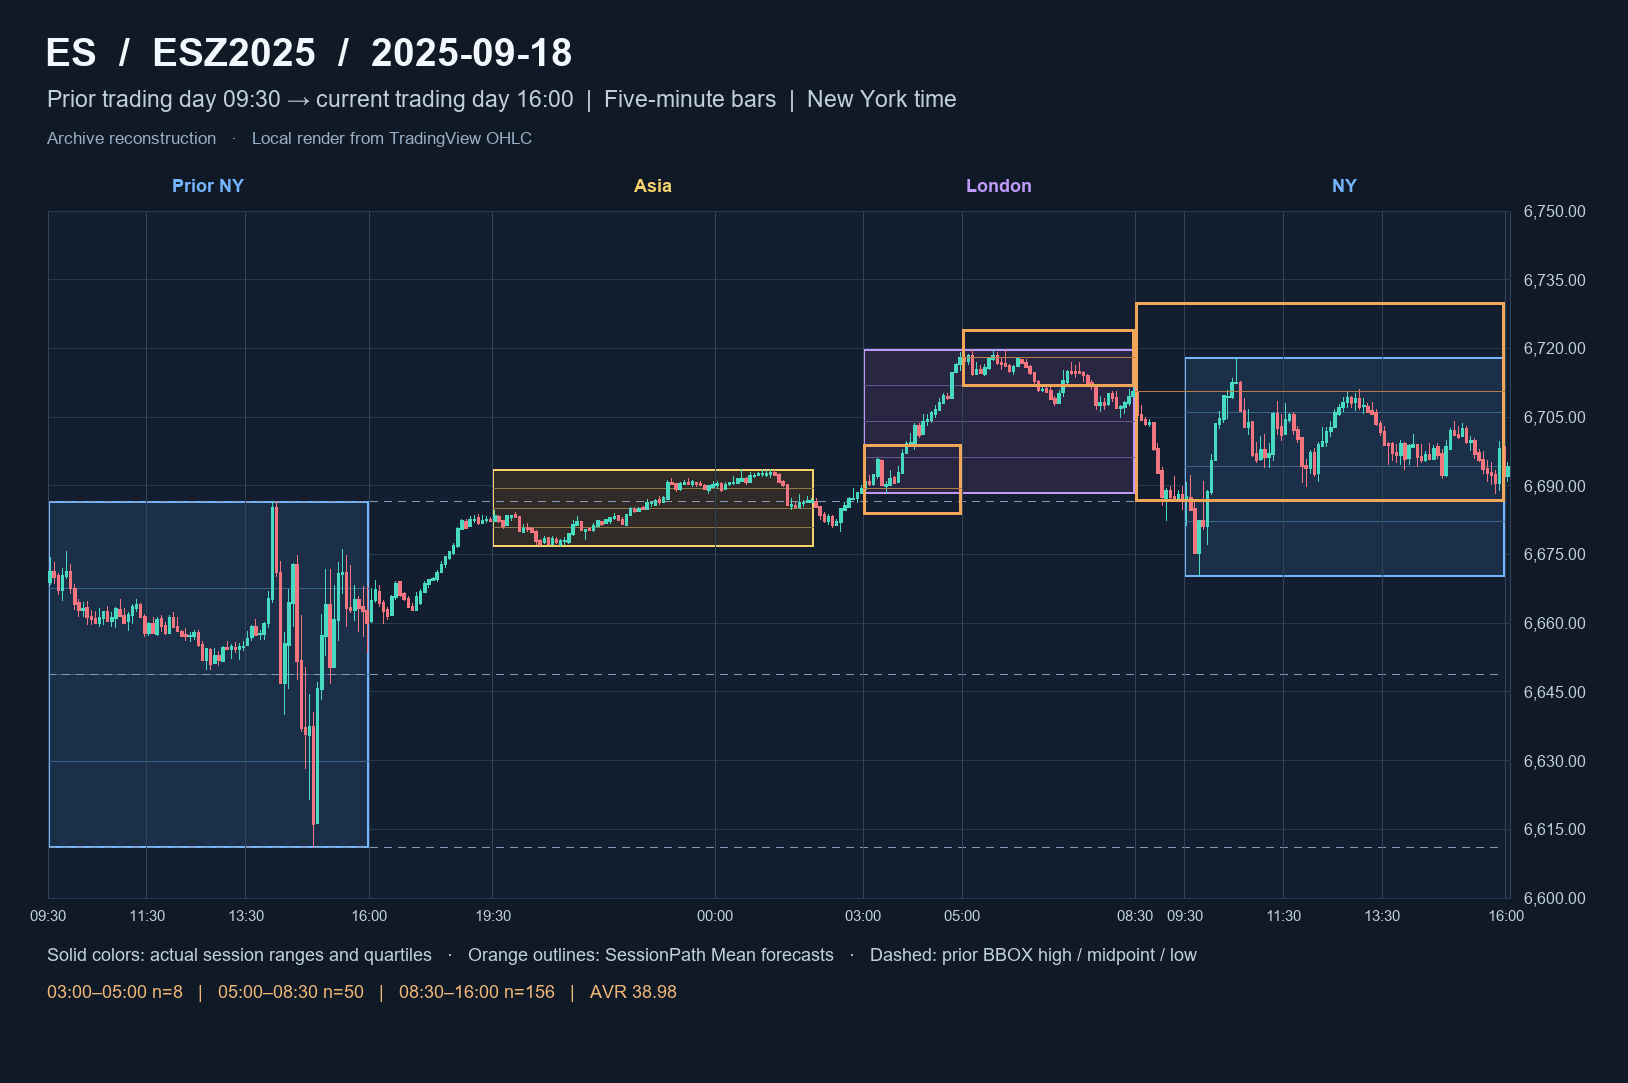 ES / ESZ2025 / 2025-09-18
Prior trading day 09:30 → current trading day 16:00 | Five-minute bars | New York time
Archive reconstruction · Local render from TradingView OHLC
Prior NY Asia London NY
6,750.00
6,735.00
6,720.00
6,705.00
6,690.00
6,675.00
6,660.00
6,645.00
6,630.00
6,615.00
6,600.00
09:30 11:30 13:30 16:00 19:30 00:00 03:00 05:00 08:30 09:30 11:30 13:30 16:00
Solid colors: actual session ranges and quartiles · Orange outlines: SessionPath Mean forecasts · Dashed: prior BBOX high / midpoint / low
03:00–05:00 n=8 | 05:00–08:30 n=50 | 08:30–16:00 n=156 | AVR 38.98